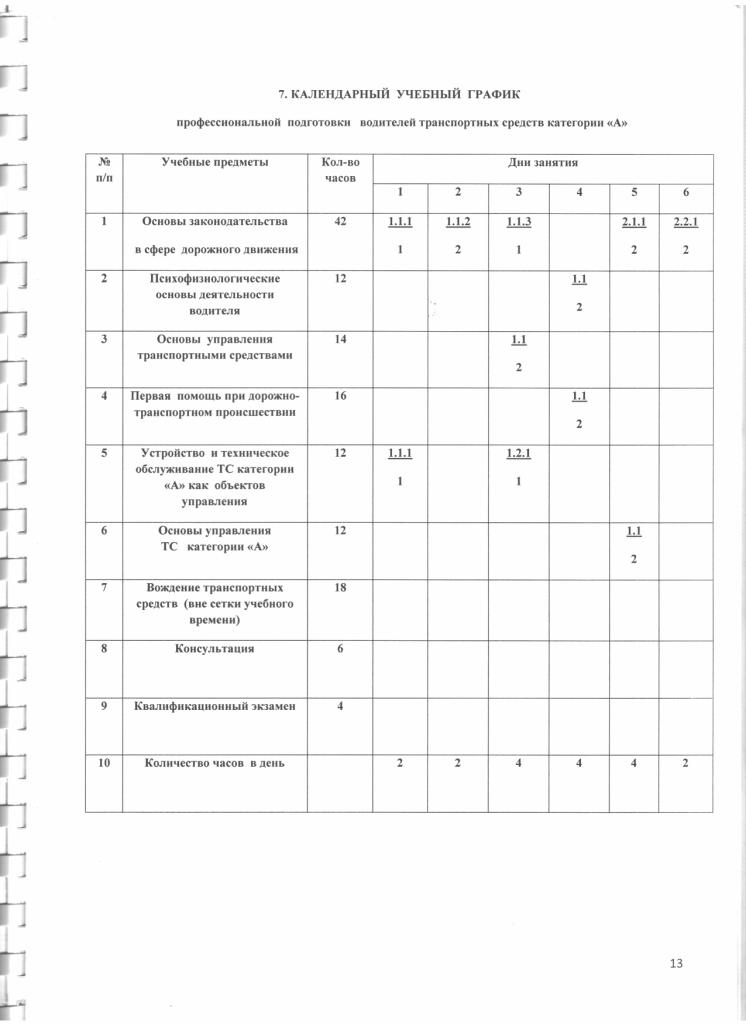 7. КАЛЕНДАРНЫЙ УЧЕБНЫЙ ГРАФИК
профессиональной подготовки водителей транспортных средств категории «А»
№ Учебные предметы Кол-во Дни занятия
п/п часов
1 2 3 4 5 6
1 Основы законодательства 42 1.1.1 1.1.2 1.1.3 2.1.1 2.2.1
в сфере дорожного движения 1 2 1 2 2
2 Психофизиологические 12 1.1
основы деятельности 2
водителя
3 Основы управления 14 1.1
транспортными средствами
2
4 Первая помощь при дорожно- 16 1.1
транспортном происшествии
2
5 Устройство и техническое 12 1.1.1 1.2.1
обслуживание ТС категории
«А» как объектов 1 1
управления
6 Основы управления 12 1.1
ТС категории «А»
2
7 Вождение транспортных 18
средств (вне сетки учебного
времени)
8 Консультация 6
9 Квалификационный экзамен 4
10 Количество часов в день 2 2 4 4 4 2
13